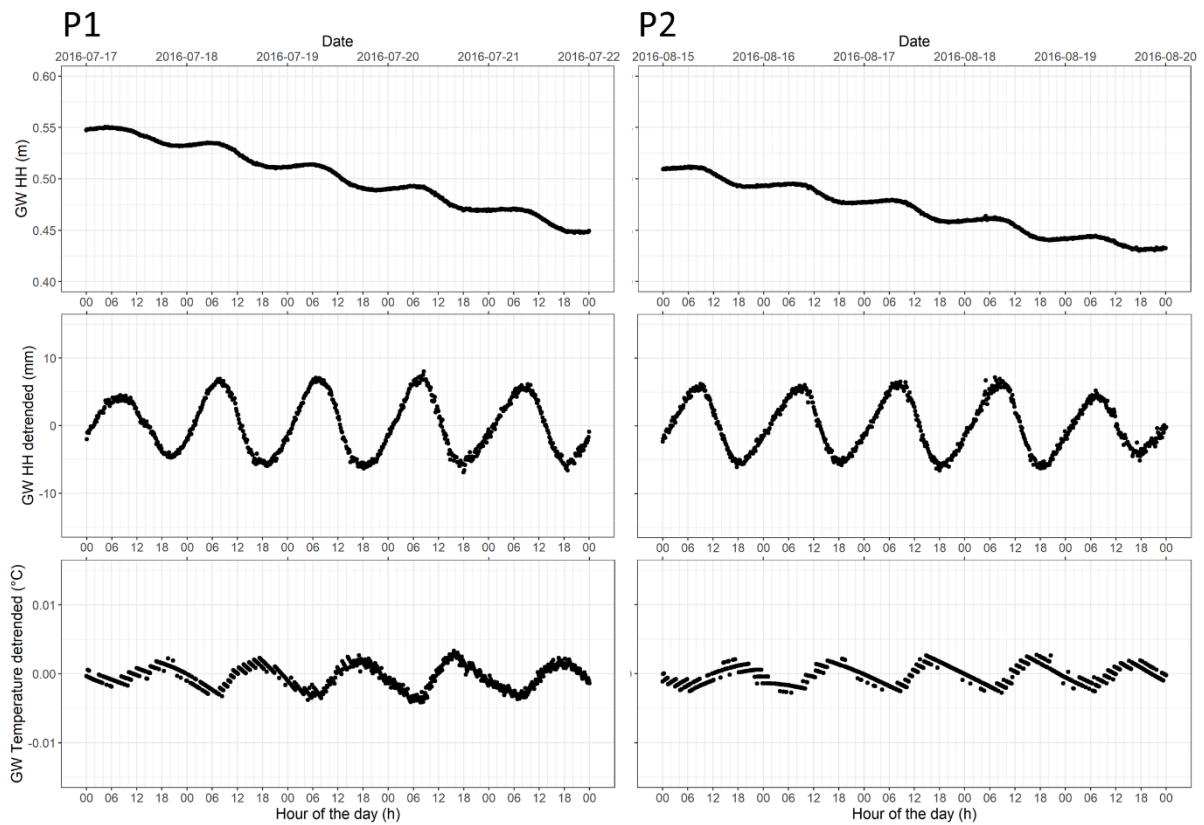 P1
P2
Date
Date
2016-07-17 2016-07-18 2016-07-19 2016-07-20 2016-07-21 2016-07-22
2016-08-15 2016-08-16 2016-08-17 2016-08-18 2016-08-19 2016-08-20
GW HH (m)
0.60
0.55
0.50
0.45
0.40
00 06 12 18 00 06 12 18 00 06 12 18 00 06 12 18 00 06 12 18 00
00 06 12 18 00 06 12 18 00 06 12 18 00 06 12 18 00 06 12 18 00
GW HH detrended (mm)
10
0
-10
00 06 12 18 00 06 12 18 00 06 12 18 00 06 12 18 00 06 12 18 00
00 06 12 18 00 06 12 18 00 06 12 18 00 06 12 18 00 06 12 18 00
GW Temperature detrended (°C)
0.01
0.00
-0.01
00 06 12 18 00 06 12 18 00 06 12 18 00 06 12 18 00 06 12 18 00
00 06 12 18 00 06 12 18 00 06 12 18 00 06 12 18 00 06 12 18 00
Hour of the day (h)
Hour of the day (h)